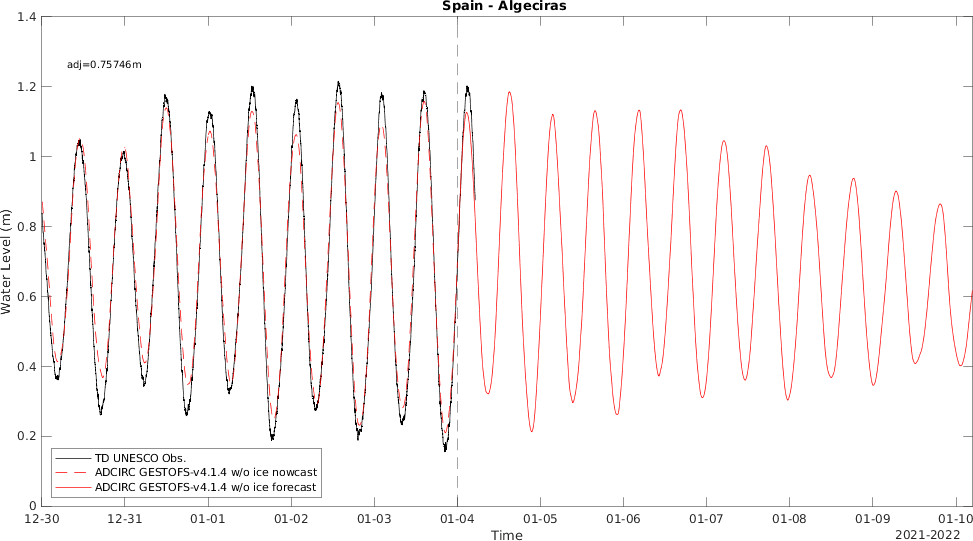 Spain - Algeciras
1.4
adj=0.75746m
1.2
1
0.8
Water Level (m)
0.6
0.4
0.2
0
TD UNESCO Obs.
ADCIRC GESTOFS-v4.1.4 w/o ice nowcast
ADCIRC GESTOFS-v4.1.4 w/o ice forecast
12-30 12-31 01-01 01-02 01-03 01-04 01-05 01-06 01-07 01-08 01-09 01-10
Time
2021-2022